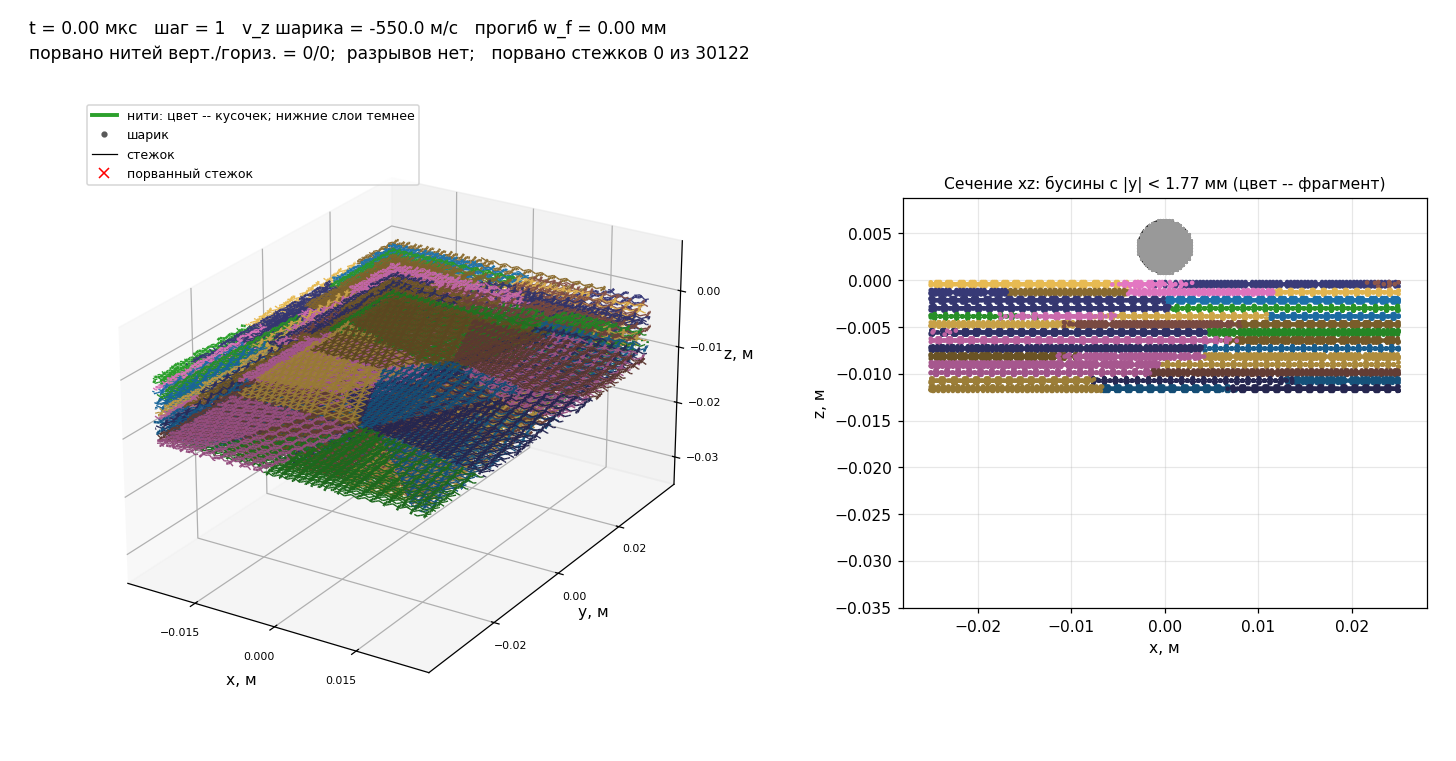 t = 0.00 мкс   шаг = 1   v_z шарика = -550.0 м/с   прогиб w_f = 0.00 мм
порвано нитей верт./гориз. = 0/0;  разрывов нет;   порвано стежков 0 из 30122
нити: цвет -- кусочек; нижние слои темнее
шарик
стежок
порванный стежок
0.00
−0.01
z, м
−0.02
−0.03
0.02
0.00
y, м
−0.02
−0.015
0.000
0.015
x, м
Сечение xz: бусины с |y| < 1.77 мм (цвет -- фрагмент)
0.005
0.000
−0.005
−0.010
−0.015
−0.020
−0.025
−0.030
−0.035
z, м
−0.02
−0.01
0.00
0.01
0.02
x, м